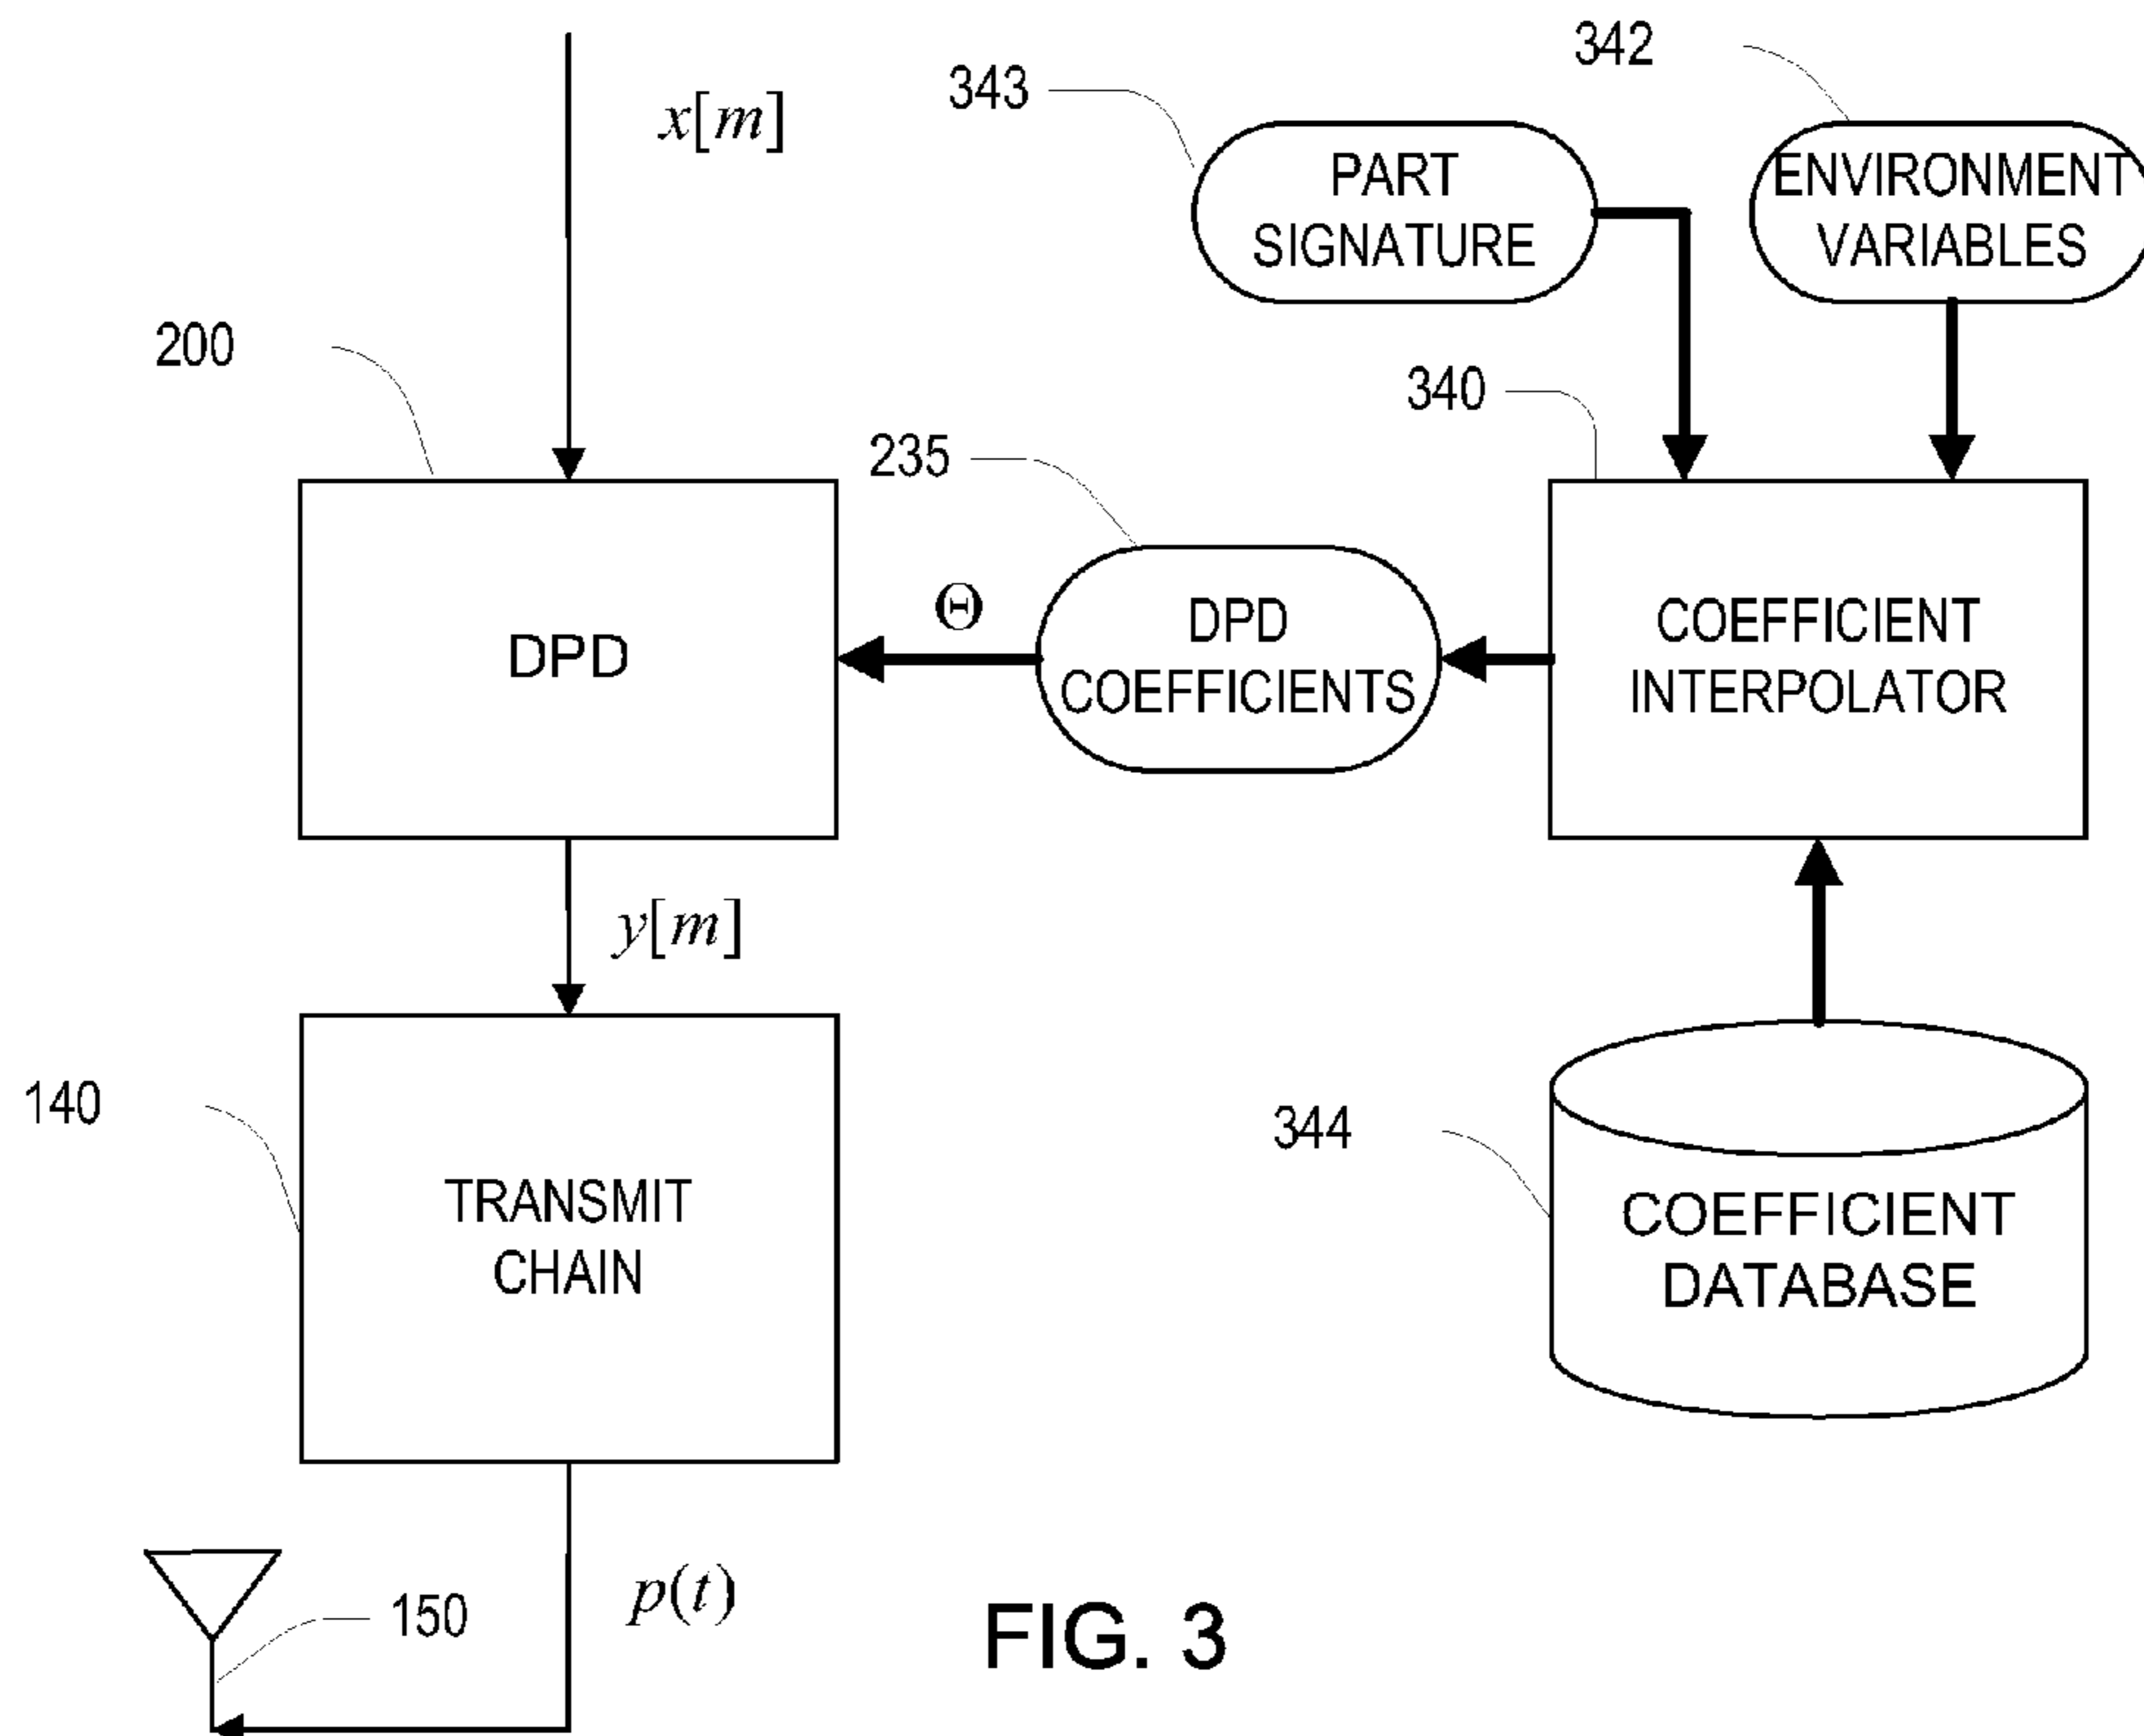 342
343
x[m]
PART
SIGNATURE
ENVIRONMENT
VARIABLES
200
340
235
Θ
DPD
DPD
COEFFICIENTS
COEFFICIENT
INTERPOLATOR
y[m]
140
344
TRANSMIT
CHAIN
COEFFICIENT
DATABASE
150
p(t)
FIG. 3